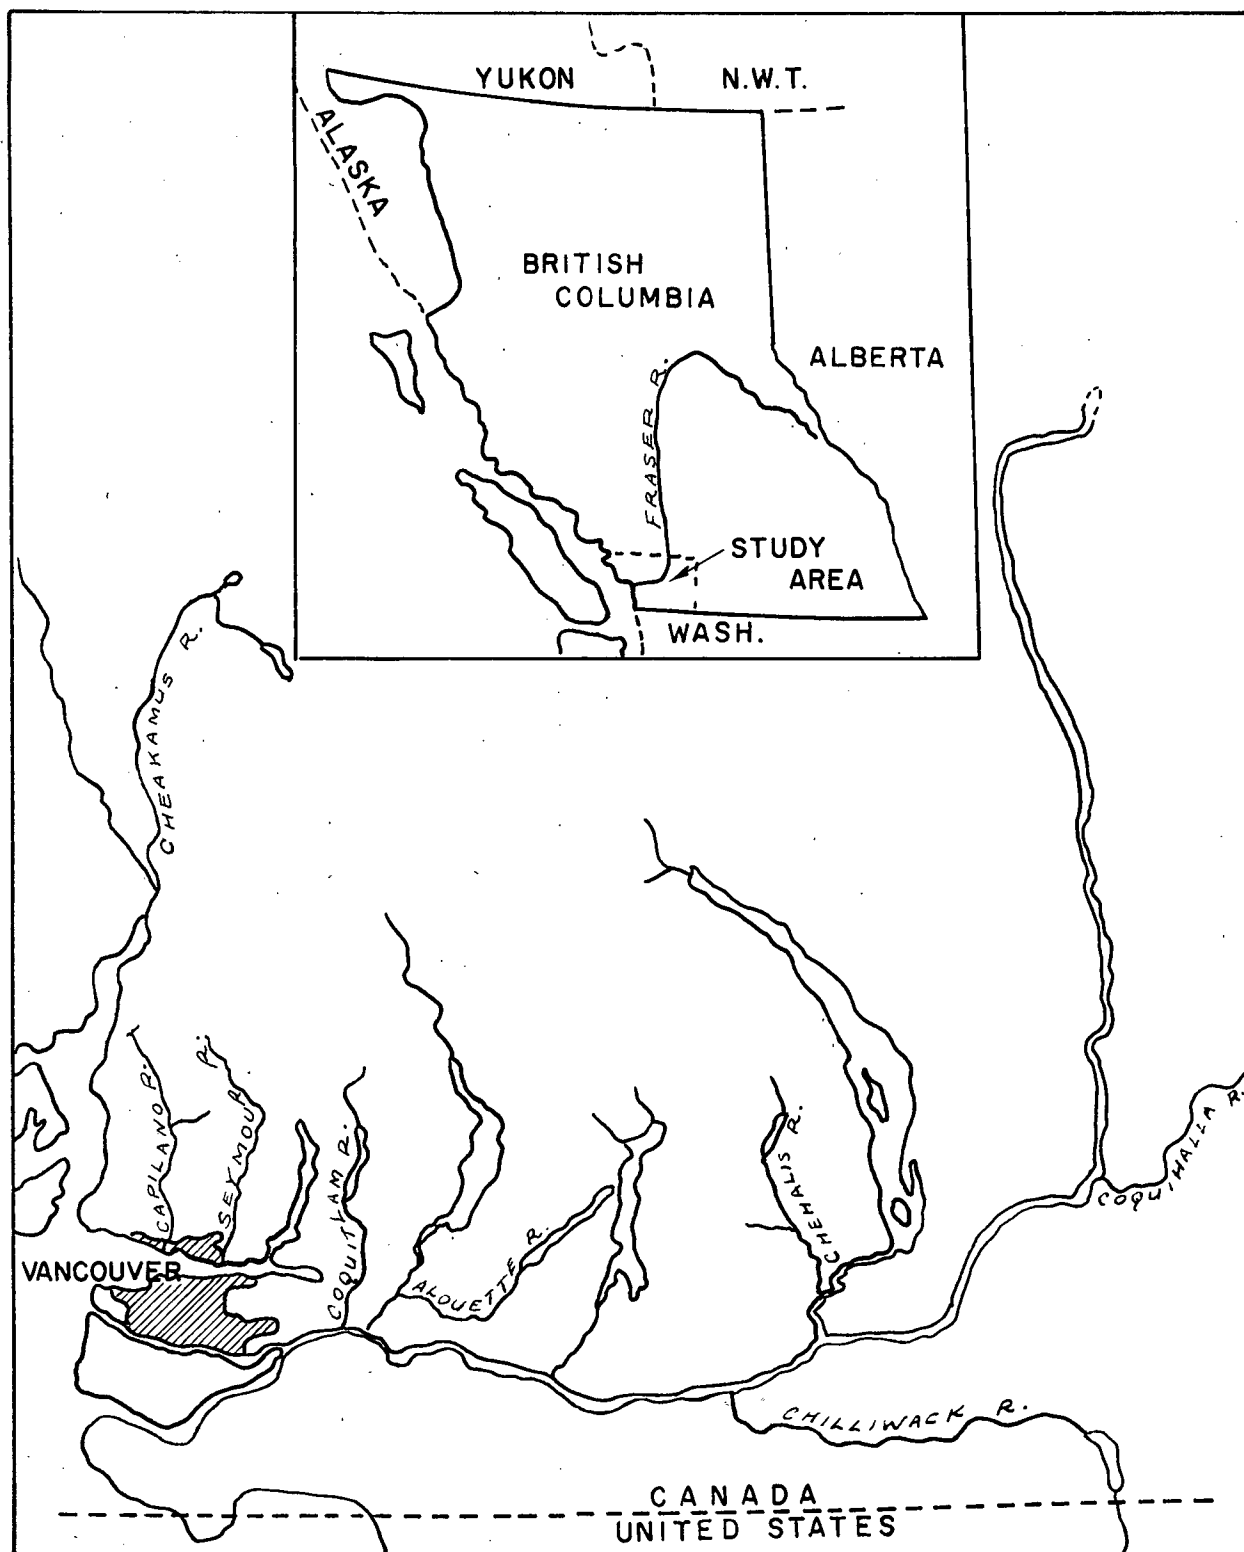 YUKON
N.W.T.
ALASKA
BRITISH
COLUMBIA
ALBERTA
FRASER R.
STUDY
AREA
WASH.
CHEAKAMUS R.
CAPILANO R.
SEYMOUR R.
COQUITLAM R.
ALOUETTE R.
CHEHALIS R.
COQUIHALLA R.
VANCOUVER
CHILLIWACK R.
CANADA
UNITED STATES